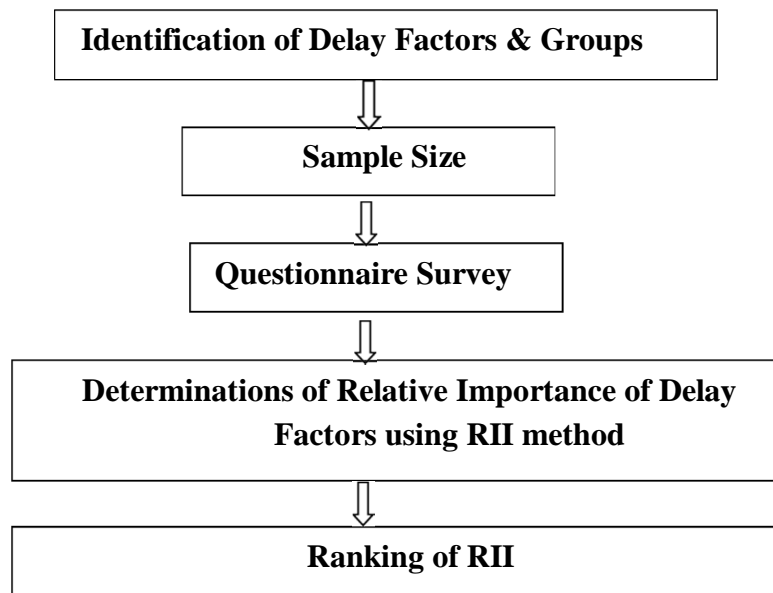 Identification of Delay Factors & Groups
Sample Size
Questionnaire Survey
Determinations of Relative Importance of Delay
Factors using RII method
Ranking of RII